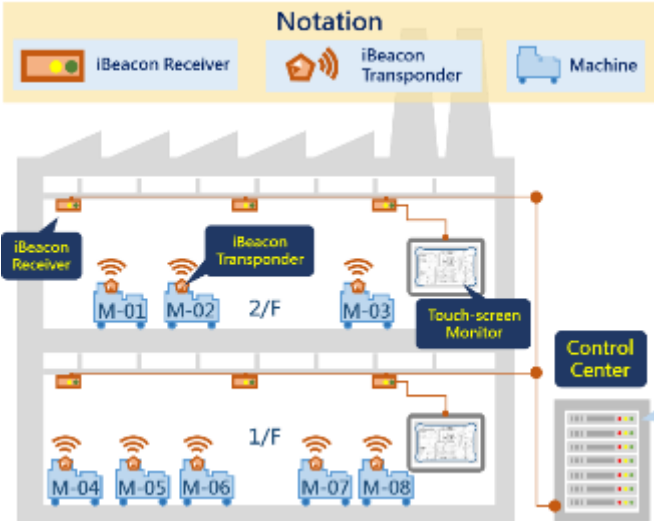 Notation
iBeacon Receiver
iBeacon
Transponder
Machine
iBeacon
Receiver
iBeacon
Transponder
M-01
M-02
2/F
M-03
Touch-screen
Monitor
Control
Center
1/F
M-04
M-05
M-06
M-07
M-08